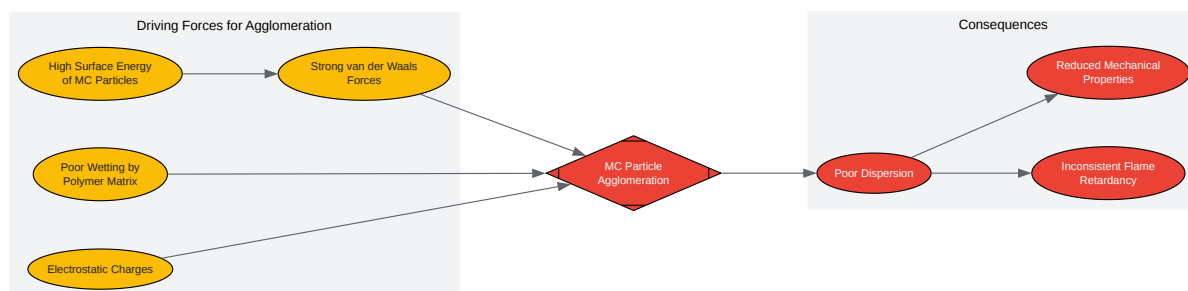 Driving Forces for Agglomeration
High Surface Energy
of MC Particles
Strong van der Waals
Forces
Poor Wetting by
Polymer Matrix
Electrostatic Charges
MC Particle
Agglomeration
Consequences
Poor Dispersion
Reduced Mechanical
Properties
Inconsistent Flame
Retardancy